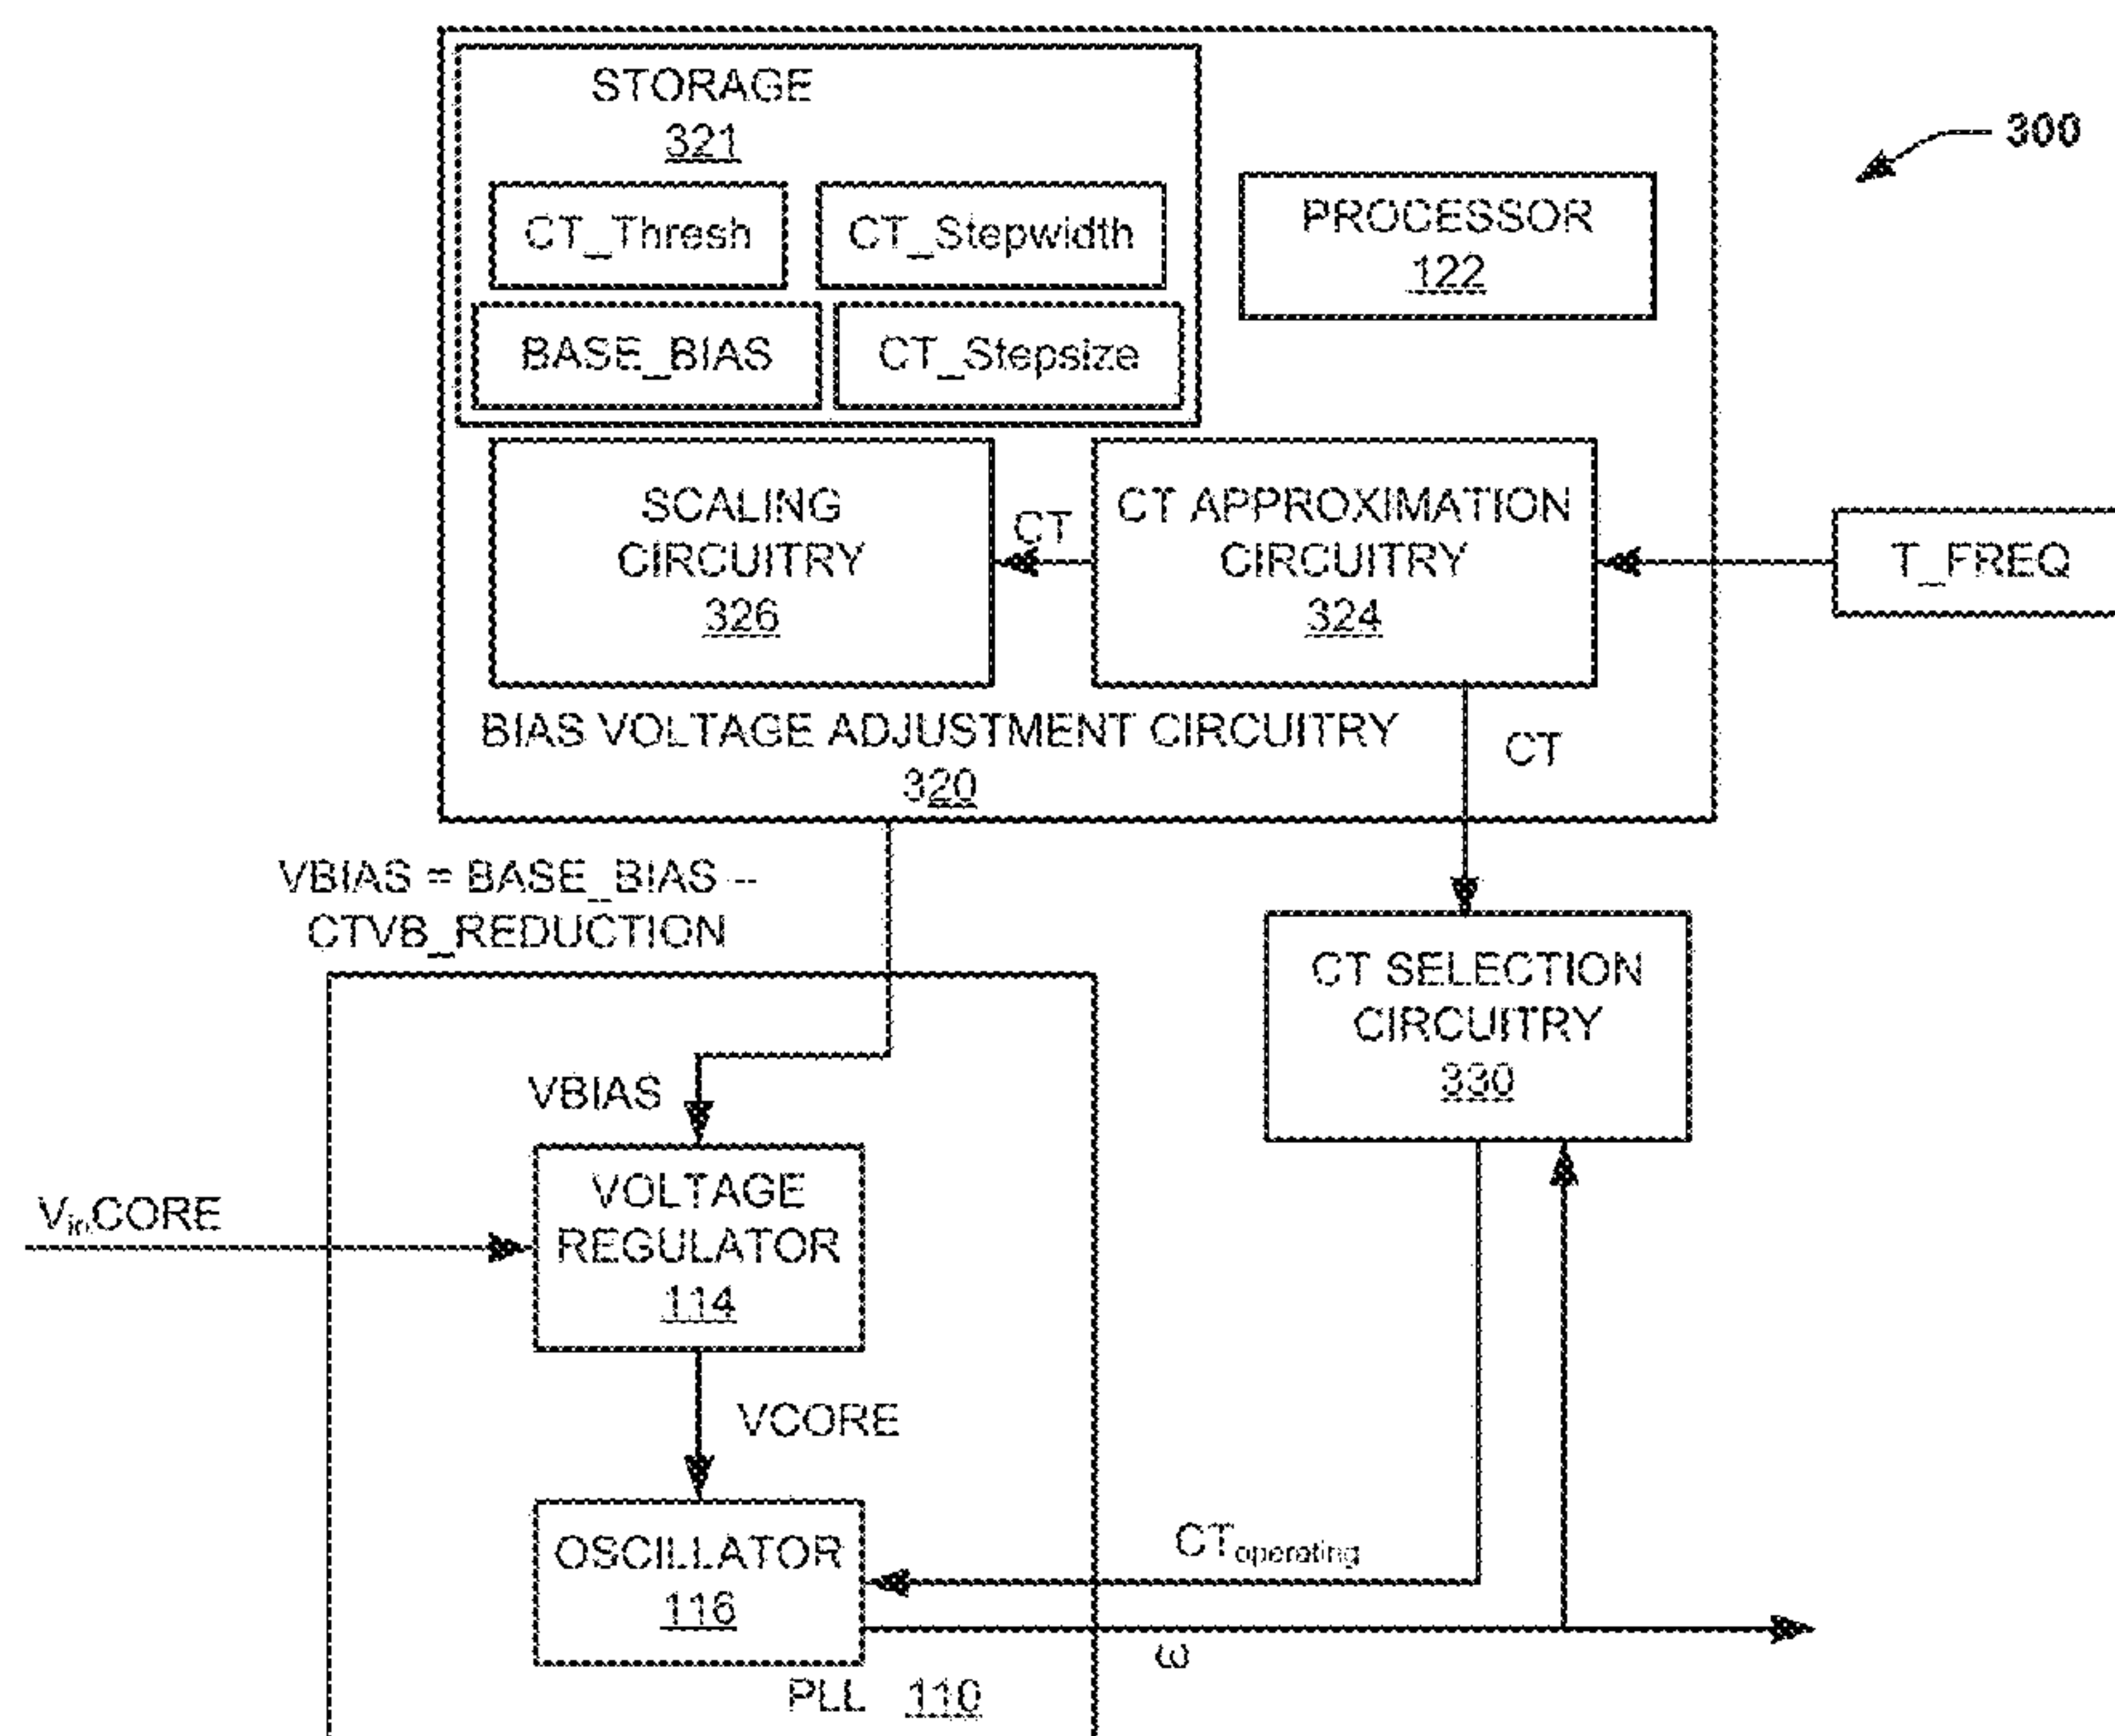 300
STORAGE
321
CT_Thresh
CT_Stepwidth
BASE_BIAS
CT_Stepsize
PROCESSOR
122
SCALING
CIRCUITRY
326
CT
CT APPROXIMATION
CIRCUITRY
324
T_FREQ
BIAS VOLTAGE ADJUSTMENT CIRCUITRY
320
CT
VBIAS = BASE_BIAS –
CTVB_REDUCTION
CT SELECTION
CIRCUITRY
330
VBIAS
VinCORE
VOLTAGE
REGULATOR
114
VCORE
OSCILLATOR
116
CToperating
ω
PLL 110